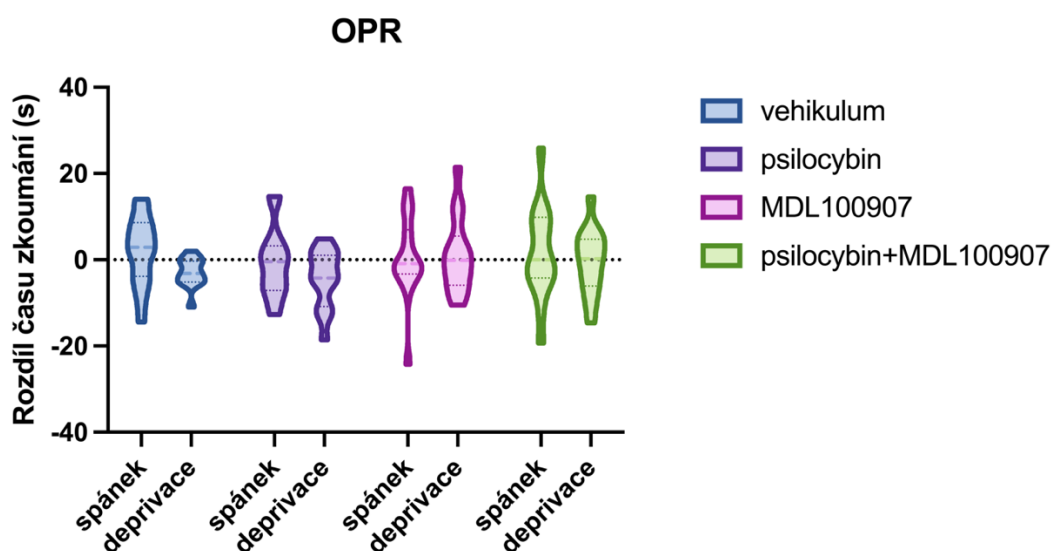 OPR
Rozdíl času zkoumání (s)
40
20
0
-20
-40
spánek
deprivace
spánek
deprivace
spánek
deprivace
spánek
deprivace
vehikulum
psilocybin
MDL100907
psilocybin+MDL100907